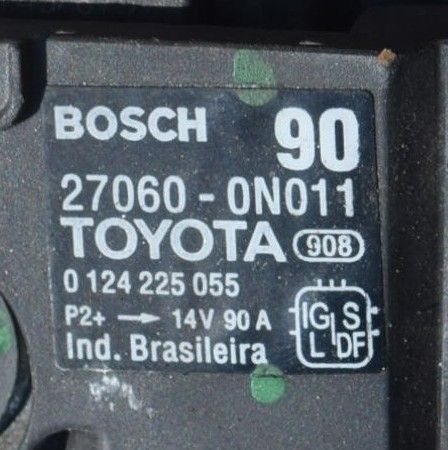 BOSCH 90
27060-0N011
TOYOTA 908
0 124 225 055
P2+ → 14V 90 A
Ind. Brasileira
IG S
L DF